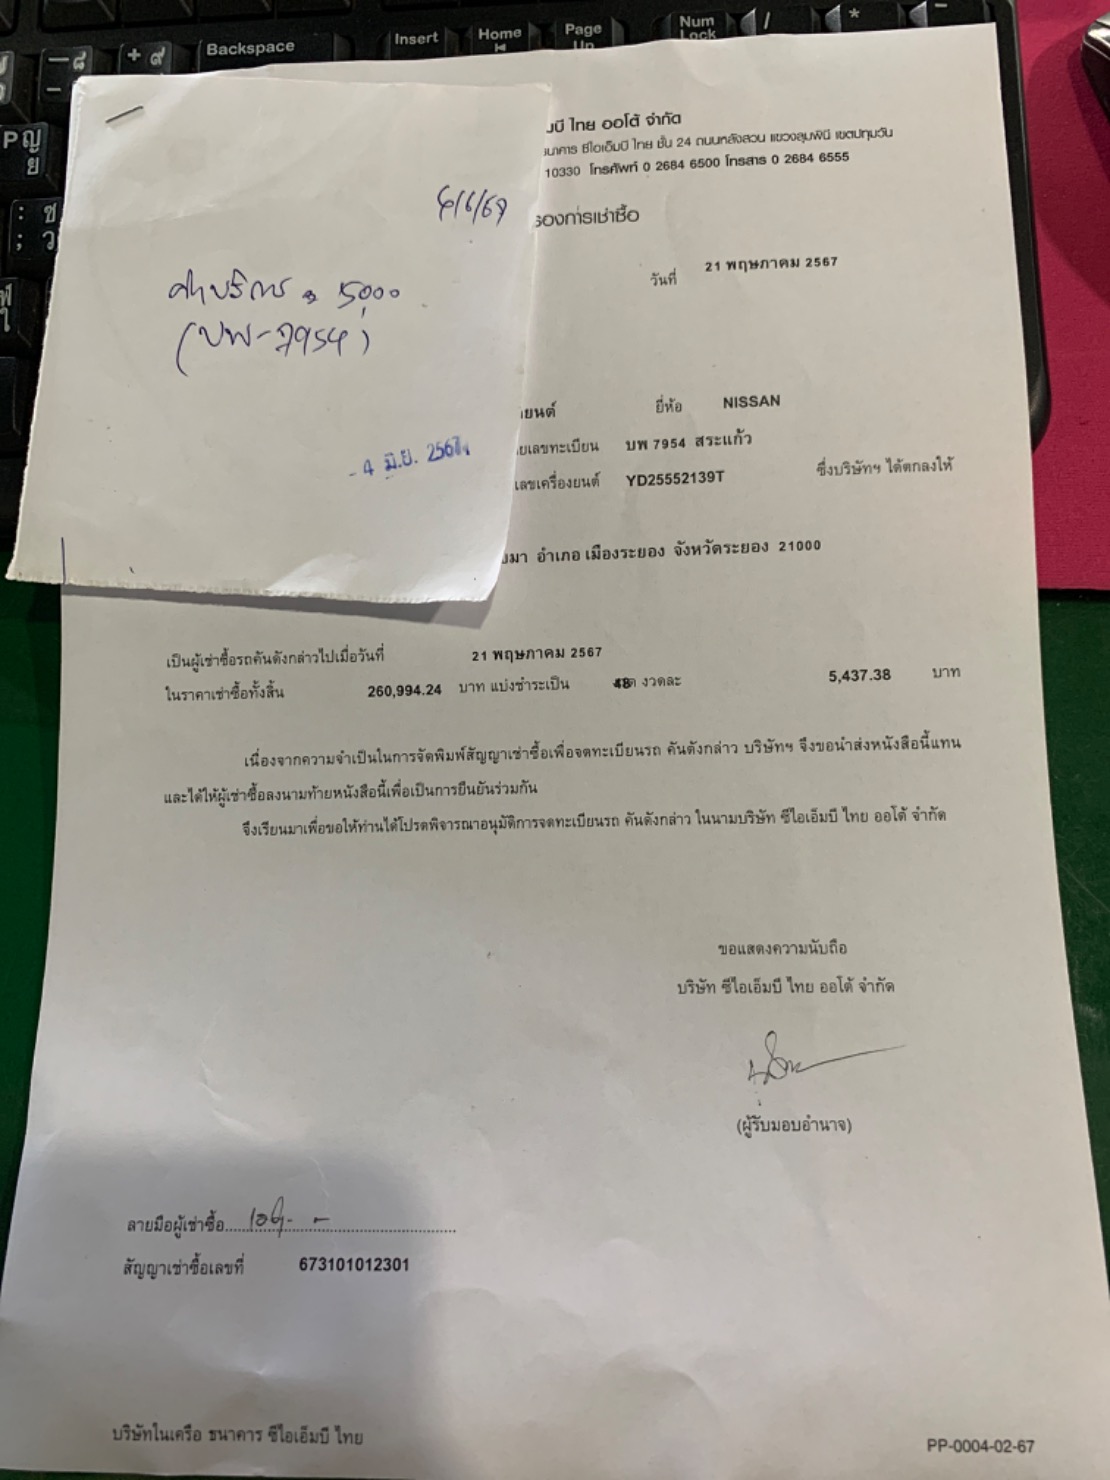 Backspace
Insert
Home
Page
Up
Num
Lock
/
*
-
+
P
:
;
มบี ไทย ออโต้ จำกัด
นาคาร ซีไอเอ็มบี ไทย ชั้น 24 ถนนหลังสวน แขวงลุมพินี เขตปทุมวัน
10330 โทรศัพท์ 0 2684 6500 โทรสาร 0 2684 6555
รองการเช่าซื้อ
วันที่ 21 พฤษภาคม 2567
ค่าบริการ 15,000
(บพ-7954)
- 4 มิ.ย. 2567
ยนต์ ยี่ห้อ NISSAN
ยเลขทะเบียน บพ 7954 สระแก้ว
เลขเครื่องยนต์ YD25552139T ซึ่งบริษัทฯ ได้ตกลงให้
มา อำเภอ เมืองระยอง จังหวัดระยอง 21000
เป็นผู้เช่าซื้อรถคันดังกล่าวไปเมื่อวันที่ 21 พฤษภาคม 2567
ในราคาเช่าซื้อทั้งสิ้น 260,994.24 บาท แบ่งชำระเป็น 48 งวดละ 5,437.38 บาท
เนื่องจากความจำเป็นในการจัดพิมพ์สัญญาเช่าซื้อเพื่อจดทะเบียนรถ คันดังกล่าว บริษัทฯ จึงขอนำส่งหนังสือนี้แทน
และได้ให้ผู้เช่าซื้อลงนามท้ายหนังสือนี้เพื่อเป็นการยืนยันร่วมกัน
จึงเรียนมาเพื่อขอให้ท่านได้โปรดพิจารณาอนุมัติการจดทะเบียนรถ คันดังกล่าว ในนามบริษัท ซีไอเอ็มบี ไทย ออโต้ จำกัด
ขอแสดงความนับถือ
บริษัท ซีไอเอ็มบี ไทย ออโต้ จำกัด
(ผู้รับมอบอำนาจ)
ลายมือผู้เช่าซื้อ
สัญญาเช่าซื้อเลขที่ 673101012301
บริษัทในเครือ ธนาคาร ซีไอเอ็มบี ไทย
PP-0004-02-67